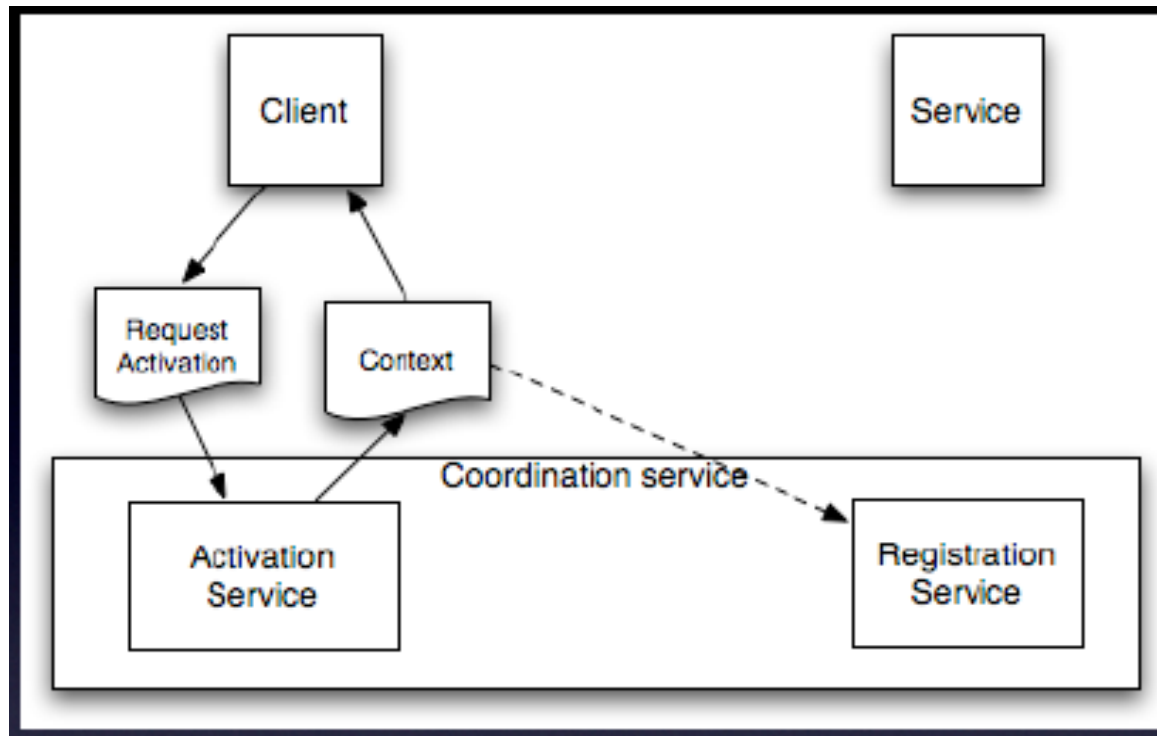 Client
Service
Request
Activation
Context
Coordination service
Activation
Service
Registration
Service